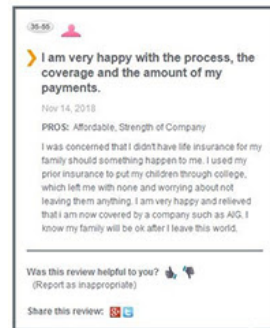 35-55
I am very happy with the process, the
coverage and the amount of my
payments.
Nov 14, 2018
PROS: Affordable, Strength of Company
I was concerned that I didn't have life insurance for my
family should something happen to me. I used my
prior insurance to put my children through college,
which left me with none and worrying about not
leaving them anything. I am very happy and relieved
that i am now covered by a company such as AIG. I
know my family will be ok after I leave this world.
Was this review helpful to you?
(Report as inappropriate)
Share this review: